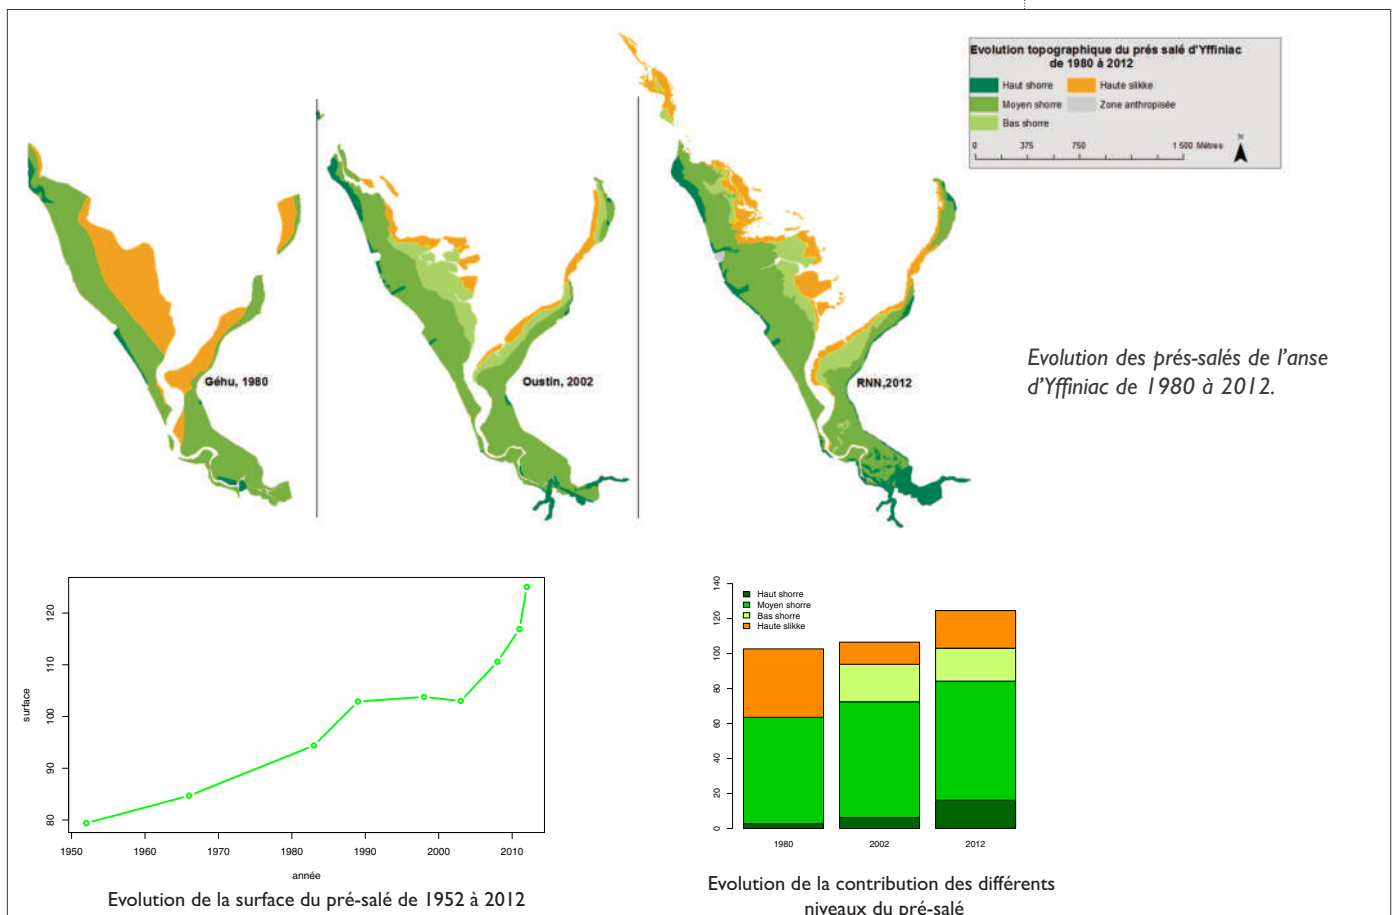 Evolution topographique du prés salé d'Yffiniac
de 1980 à 2012
Haut shorre
Haute slikke
Moyen shorre
Zone anthropisée
Bas shorre
0 375 750 1 500 Mètres
N
Géhu, 1980
Oustin, 2002
RNN,2012
Evolution des prés-salés de l'anse
d'Yffiniac de 1980 à 2012.
surface
120
110
100
90
80
1950 1960 1970 1980 1990 2000 2010
année
Evolution de la surface du pré-salé de 1952 à 2012
140
120
100
80
60
40
20
0
Haut shorre
Moyen shorre
Bas shorre
Haute slikke
1980 2002 2012
Evolution de la contribution des différents
niveaux du pré-salé